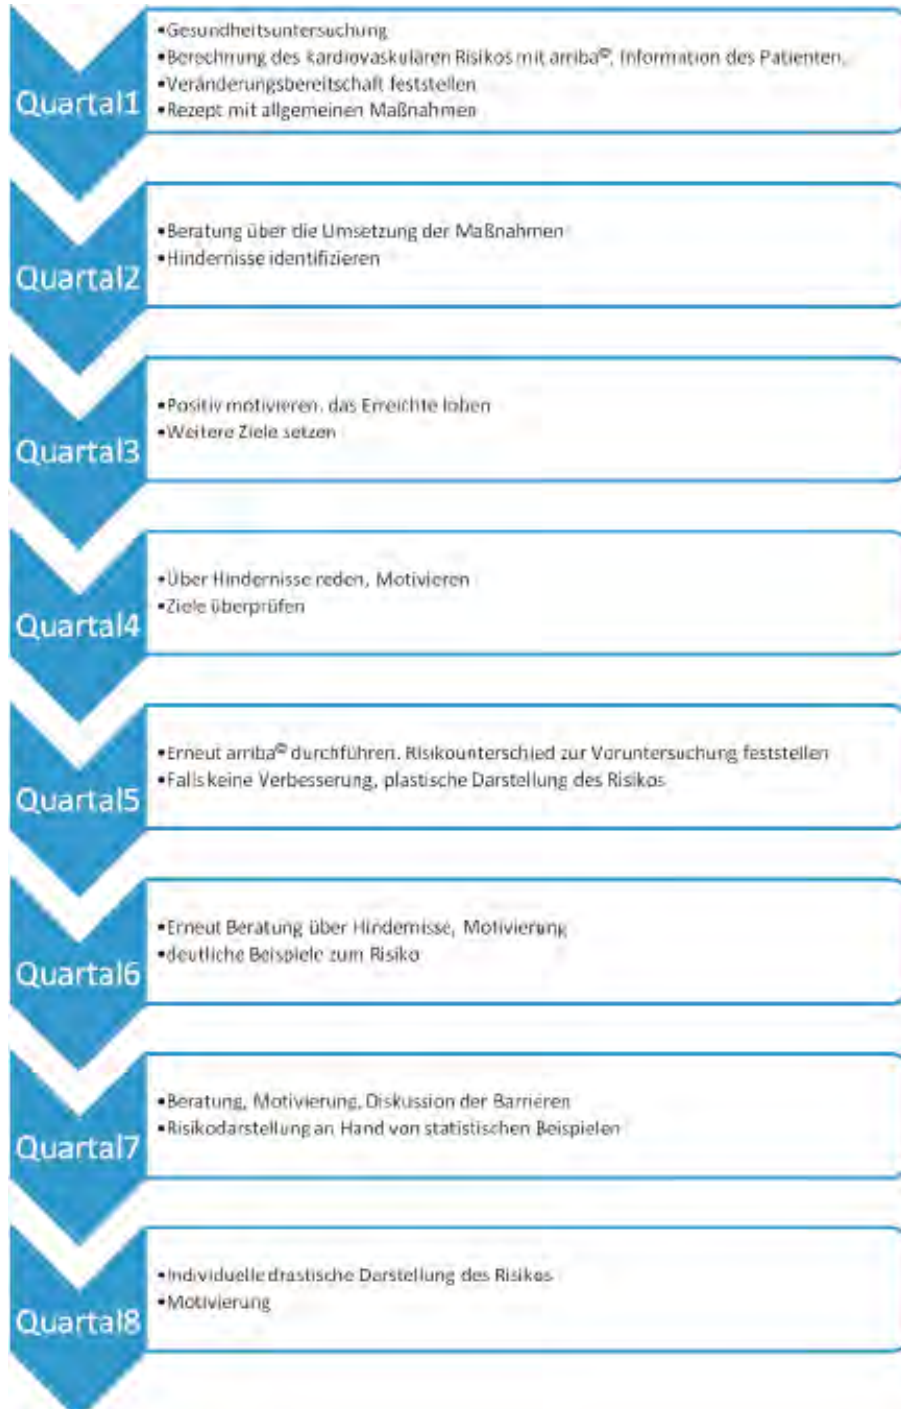 Quartal1
•Gesundheitsuntersuchung
•Berechnung des kardiovaskulären Risikos mit arriba©, Information des Patienten,
•Veränderungsbereitschaft feststellen
•Rezept mit allgemeinen Maßnahmen
Quartal2
•Beratung über die Umsetzung der Maßnahmen
•Hindernisse identifizieren
Quartal3
•Positiv motivieren, das Erreichte loben
•Weitere Ziele setzen
Quartal4
•Über Hindernisse reden, Motivieren
•Ziele überprüfen
Quartal5
•Erneut arriba© durchführen. Risikounterschied zur Voruntersuchung feststellen
•Falls keine Verbesserung, plastische Darstellung des Risikos
Quartal6
•Erneut Beratung über Hindernisse, Motivierung
•deutliche Beispiele zum Risiko
Quartal7
•Beratung, Motivierung, Diskussion der Barrieren
•Risikodarstellung an Hand von statistischen Beispielen
Quartal8
•Individuelle drastische Darstellung des Risikos
•Motivierung